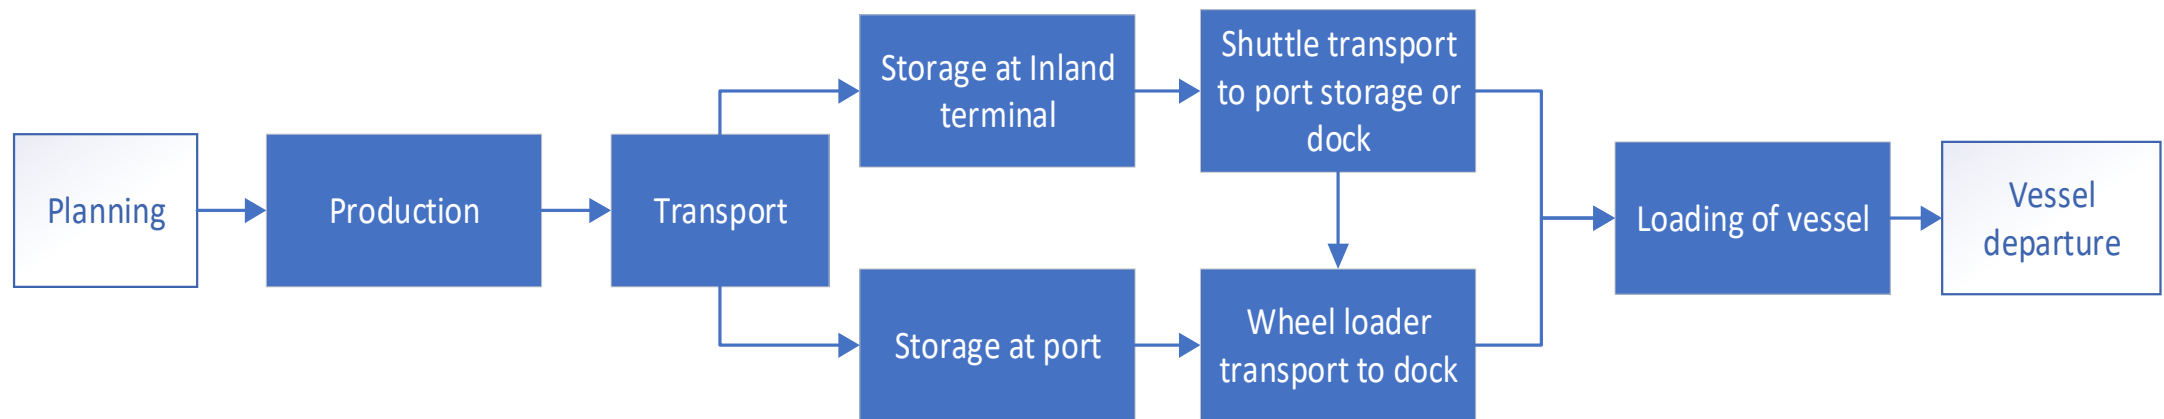 Planning
Production
Transport
Storage at Inland
terminal
Shuttle transport
to port storage or
dock
Storage at port
Wheel loader
transport to dock
Loading of vessel
Vessel
departure